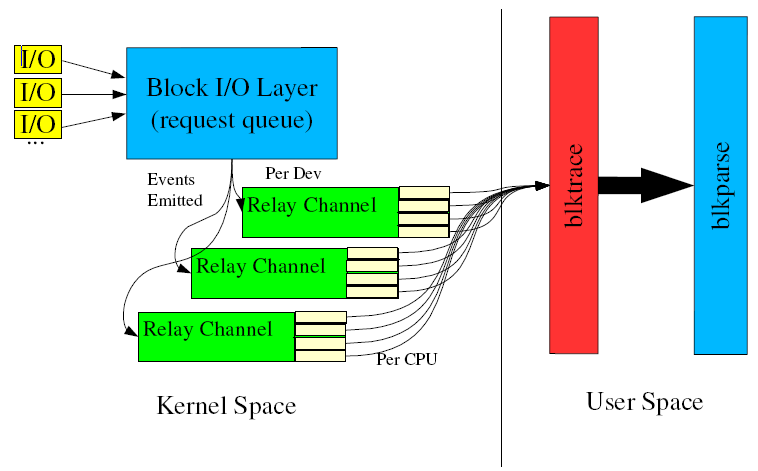 I/O
I/O
I/O
...
Block I/O Layer
(request queue)
Events
Emitted
Per Dev
Relay Channel
Relay Channel
Relay Channel
Per CPU
Kernel Space
blktrace
blkparse
User Space